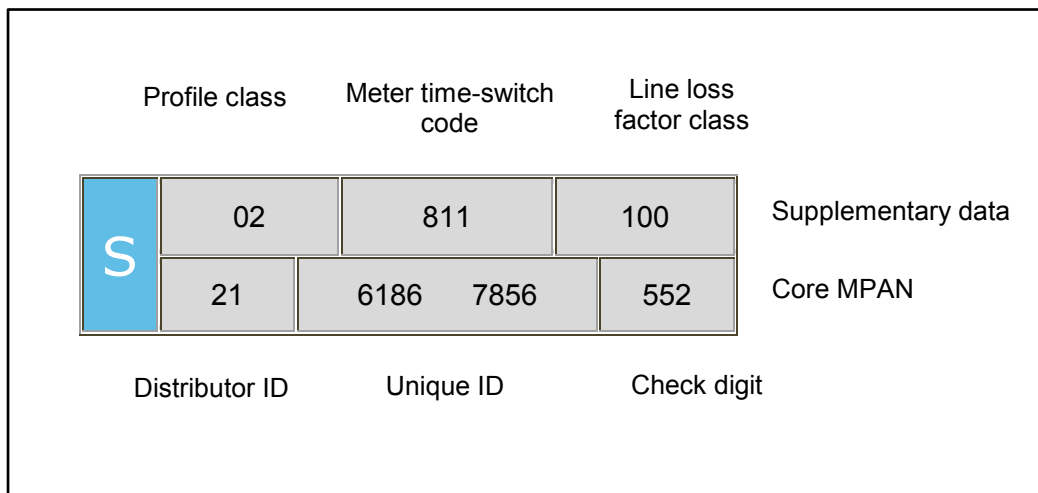 Profile class
Meter time-switch
code
Line loss
factor class
S
02 811 100
Supplementary data
21 6186 7856 552
Core MPAN
Distributor ID
Unique ID
Check digit